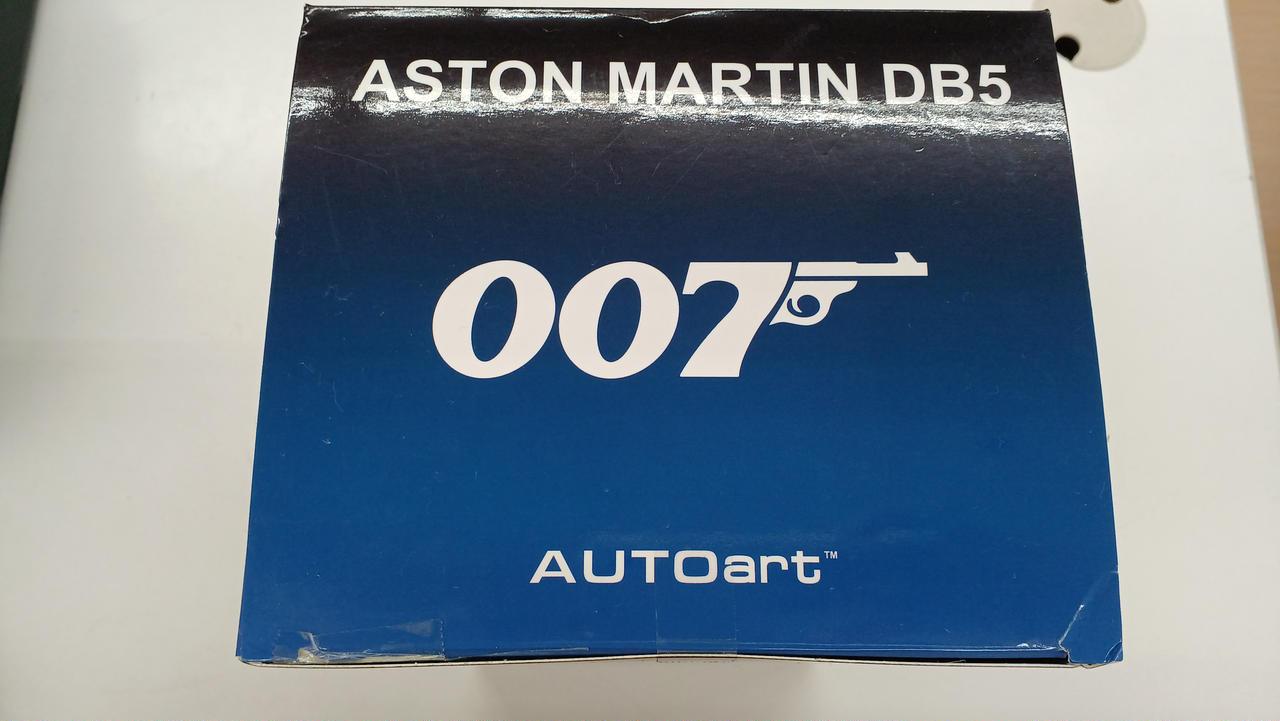 ASTON MARTIN DB5
007
AUTOart™